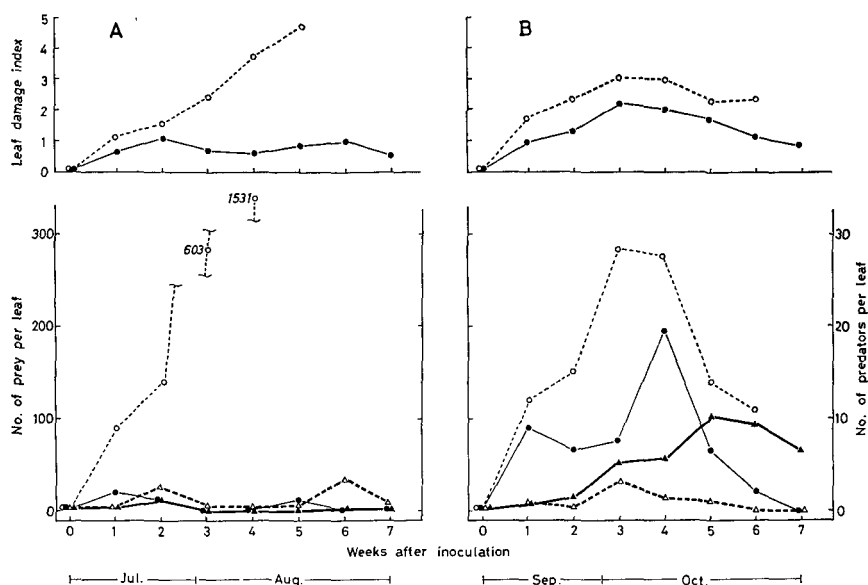 A
B
Leaf damage index
5
4
3
2
1
0
1531
603
No. of prey per leaf
300
200
100
0
No. of predators per leaf
30
20
10
0
0 1 2 3 4 5 6 7
0 1 2 3 4 5 6 7
Weeks after inoculation
Jul. Aug.
Sep. Oct.